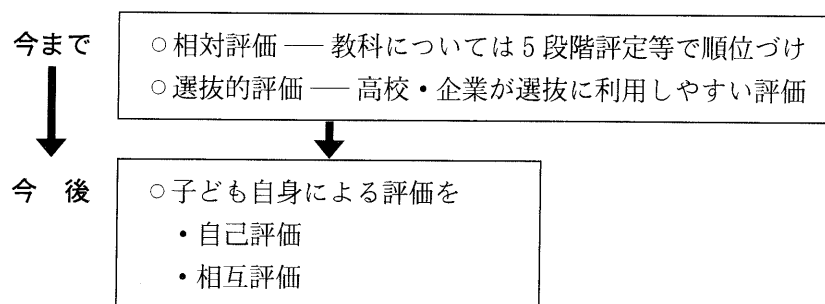 今まで
○相対評価 ── 教科については5段階評定等で順位づけ
○選抜的評価 ── 高校・企業が選抜に利用しやすい評価
今 後
○子ども自身による評価を
・自己評価
・相互評価